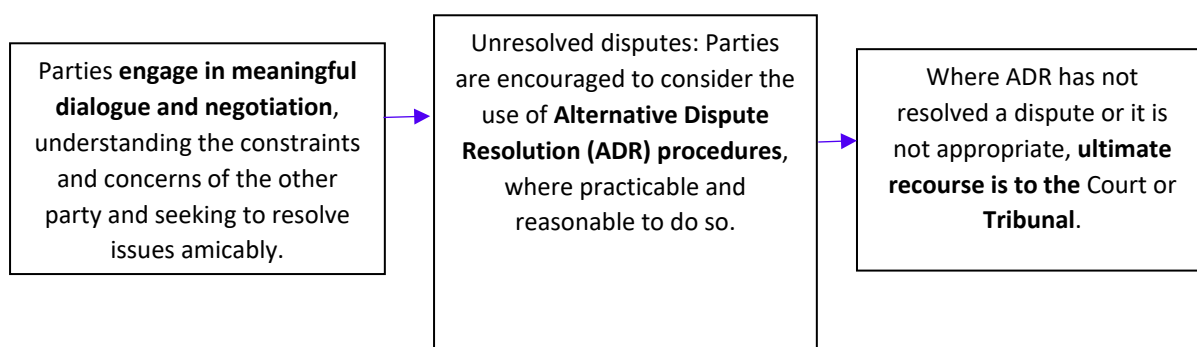 Parties engage in meaningful
dialogue and negotiation,
understanding the constraints
and concerns of the other
party and seeking to resolve
issues amicably.
Unresolved disputes: Parties
are encouraged to consider the
use of Alternative Dispute
Resolution (ADR) procedures,
where practicable and
reasonable to do so.
Where ADR has not
resolved a dispute or it is
not appropriate, ultimate
recourse is to the Court or
Tribunal.